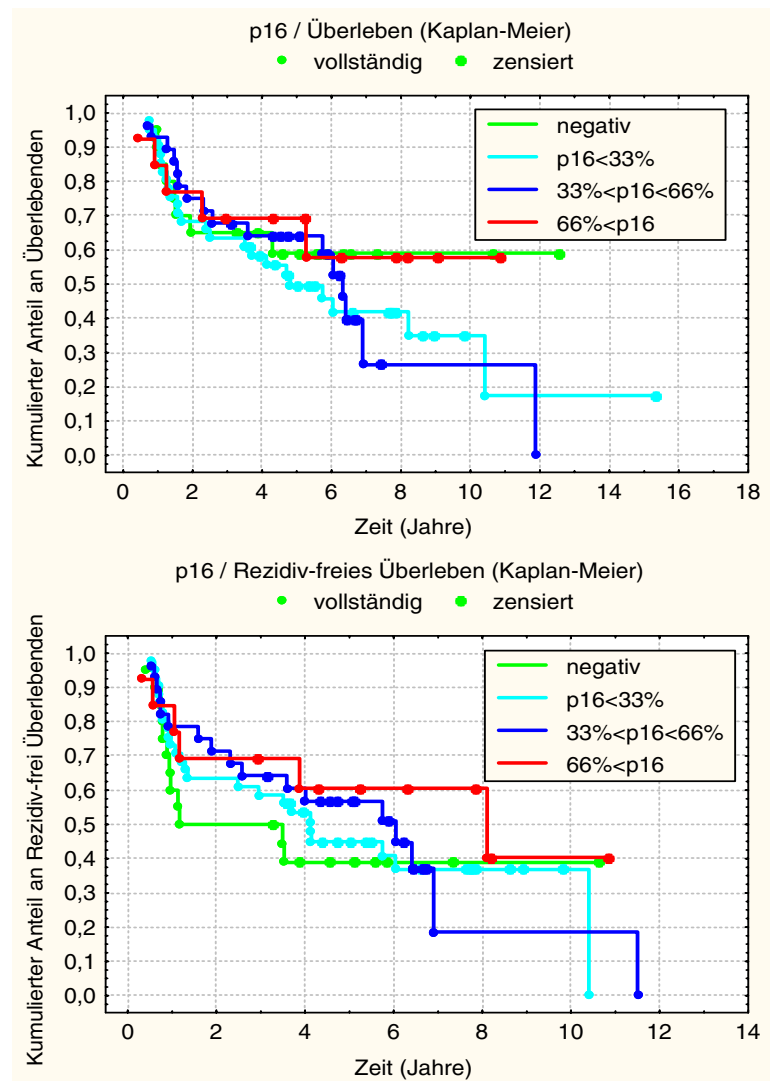 p16 / Überleben (Kaplan-Meier)
vollständig zensiert
Kumulierter Anteil an Überlebenden
1,0
0,9
0,8
0,7
0,6
0,5
0,4
0,3
0,2
0,1
0,0
negativ
p16<33%
33%<p16<66%
66%<p16
0 2 4 6 8 10 12 14 16 18
Zeit (Jahre)
p16 / Rezidiv-freies Überleben (Kaplan-Meier)
vollständig zensiert
Kumulierter Anteil an Rezidiv-frei Überlebenden
1,0
0,9
0,8
0,7
0,6
0,5
0,4
0,3
0,2
0,1
0,0
negativ
p16<33%
33%<p16<66%
66%<p16
0 2 4 6 8 10 12 14
Zeit (Jahre)